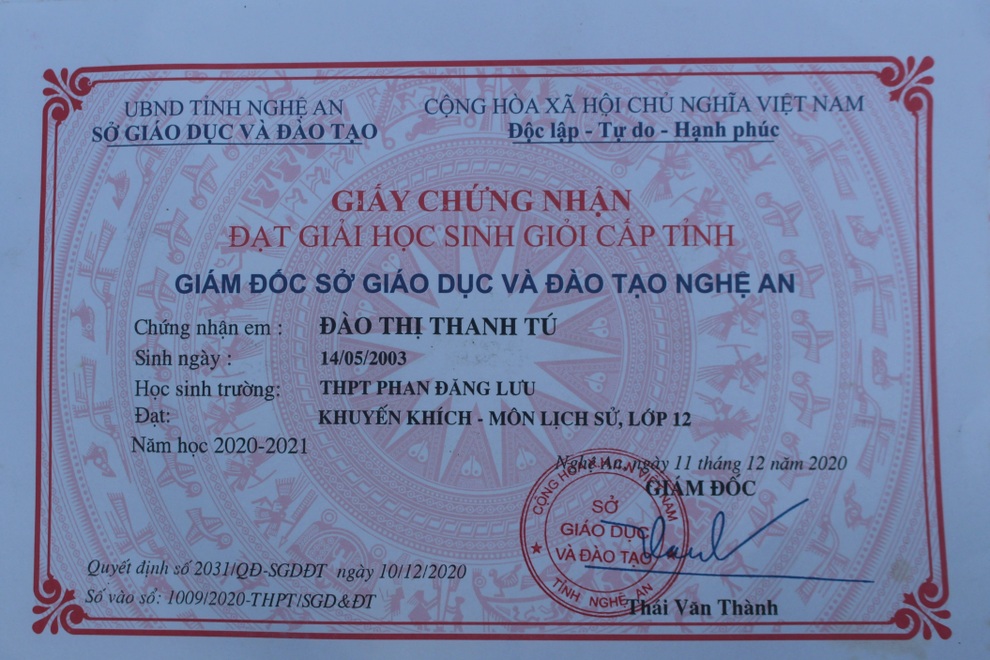 UBND TỈNH NGHỆ AN
SỞ GIÁO DỤC VÀ ĐÀO TẠO
CỘNG HÒA XÃ HỘI CHỦ NGHĨA VIỆT NAM
Độc lập - Tự do - Hạnh phúc
GIẤY CHỨNG NHẬN
ĐẠT GIẢI HỌC SINH GIỎI CẤP TỈNH
GIÁM ĐỐC SỞ GIÁO DỤC VÀ ĐÀO TẠO NGHỆ AN
Chứng nhận em : ĐÀO THỊ THANH TÚ
Sinh ngày : 14/05/2003
Học sinh trường: THPT PHAN ĐĂNG LƯU
Đạt: KHUYẾN KHÍCH - MÔN LỊCH SỬ, LỚP 12
Năm học 2020-2021
Nghệ An, ngày 11 tháng 12 năm 2020
GIÁM ĐỐC
CỘNG HÒA X.H.C.N VIỆT NAM
SỞ
GIÁO DỤC
VÀ ĐÀO TẠO
TỈNH NGHỆ AN
Thái Văn Thành
Quyết định số 2031/QĐ-SGDĐT ngày 10/12/2020
Số vào sổ: 1009/2020-THPT/SGD&ĐT